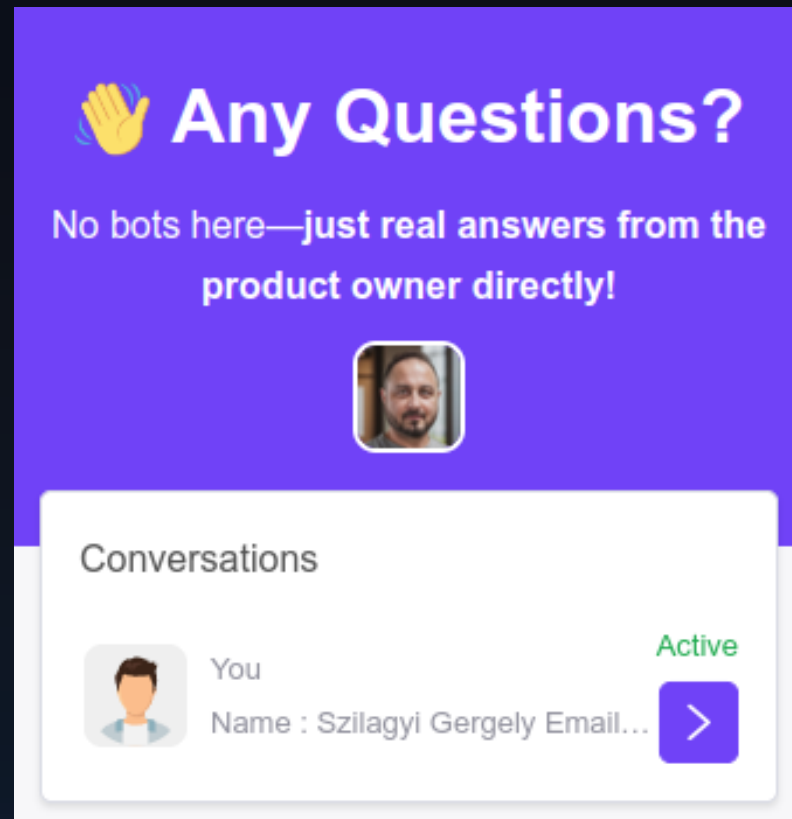 👋 Any Questions?
No bots here—just real answers from the
product owner directly!
Conversations
Active
You
Name : Szilagyi Gergely Email…